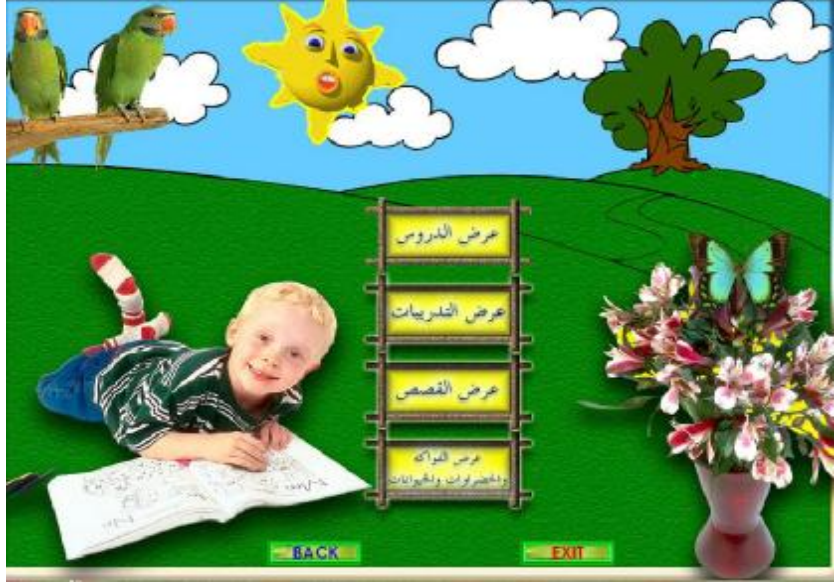 عرض الدروس
عرض التدريبات
عرض القصص
عرض الفواكه
والخضراوات والحيوانات
BACK
EXIT